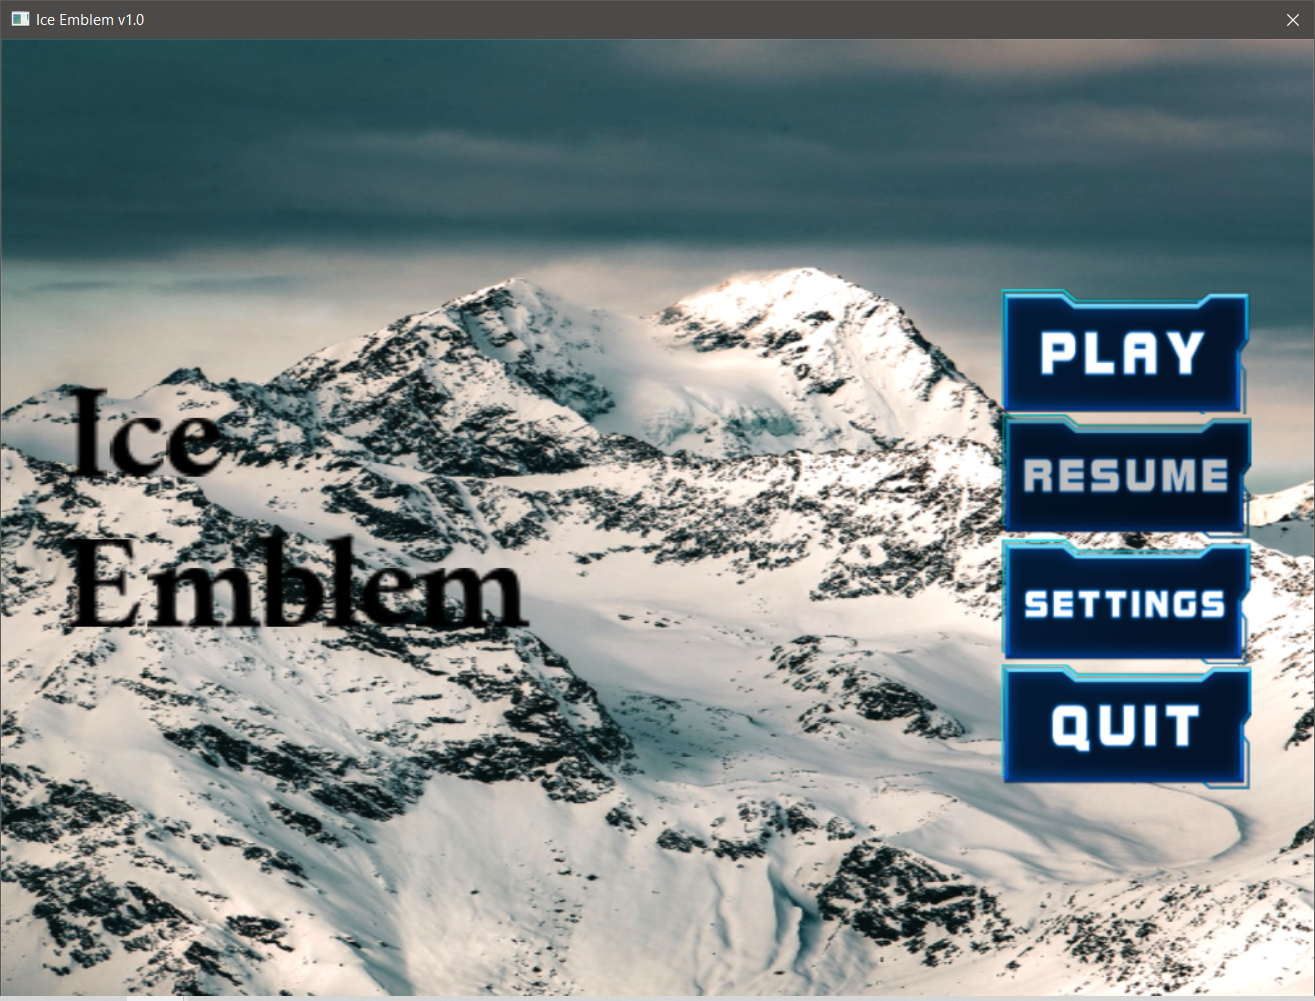 Ice Emblem v1.0
Ice
Emblem
PLAY
RESUME
SETTINGS
QUIT